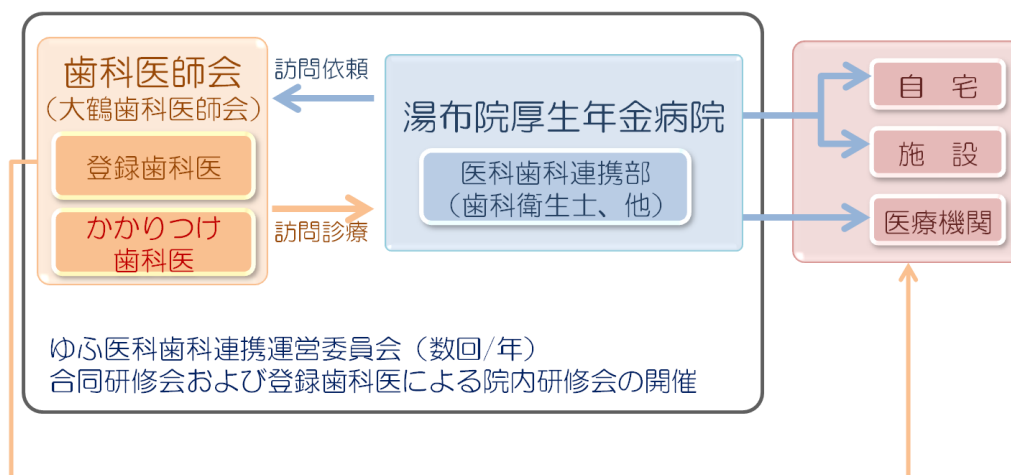 歯科医師会
(大鶴歯科医師会)
登録歯科医
かかりつけ
歯科医
訪問依頼
訪問診療
湯布院厚生年金病院
医科歯科連携部
(歯科衛生士、他)
自 宅
施 設
医療機関
ゆふ医科歯科連携運営委員会(数回/年)
合同研修会および登録歯科医による院内研修会の開催